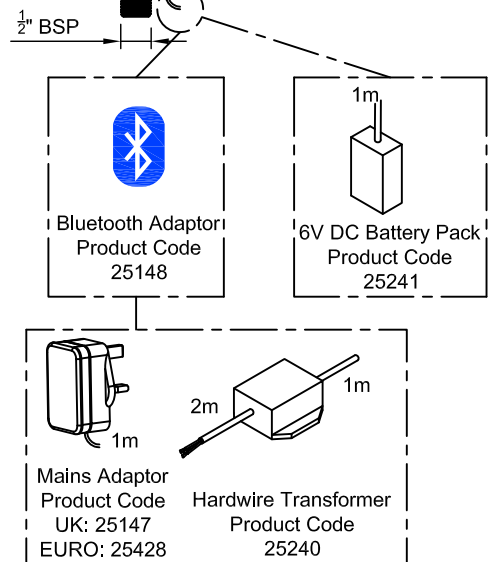 ½" BSP
1m
Bluetooth Adaptor
Product Code
25148
6V DC Battery Pack
Product Code
25241
2m
1m
1m
Mains Adaptor
Product Code
UK: 25147
EURO: 25428
Hardwire Transformer
Product Code
25240